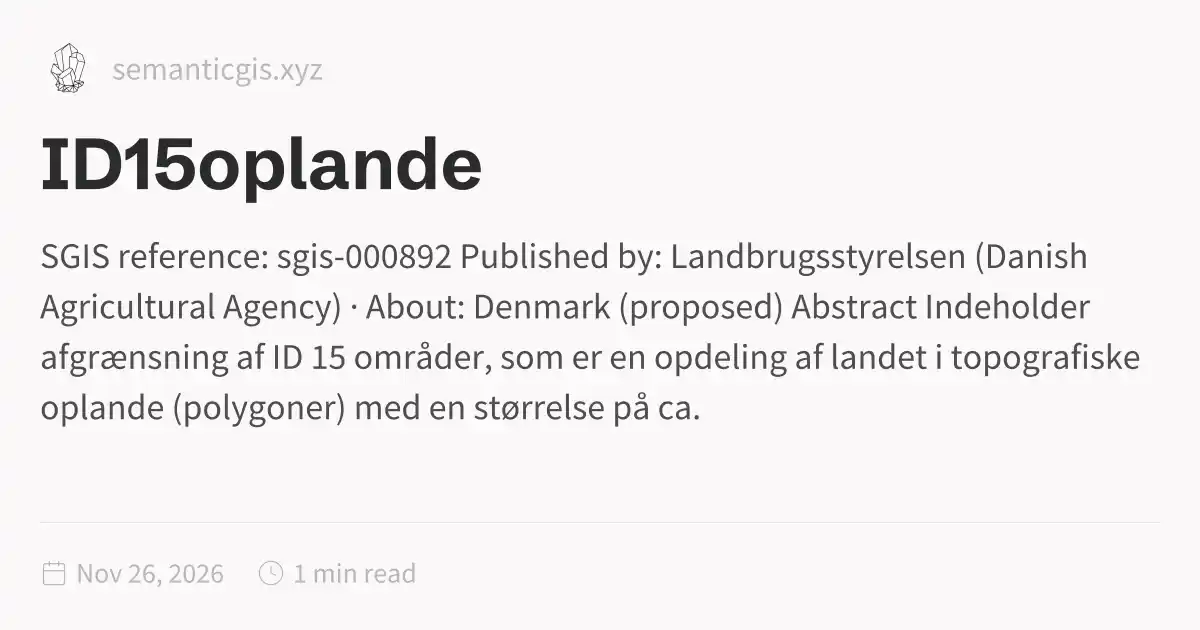 semanticgis.xyz
ID15oplande
SGIS reference: sgis-000892 Published by: Landbrugsstyrelsen (Danish
Agricultural Agency) · About: Denmark (proposed) Abstract Indeholder
afgrænsning af ID 15 områder, som er en opdeling af landet i topografiske
oplande (polygoner) med en størrelse på ca.
Nov 26, 2026 1 min read